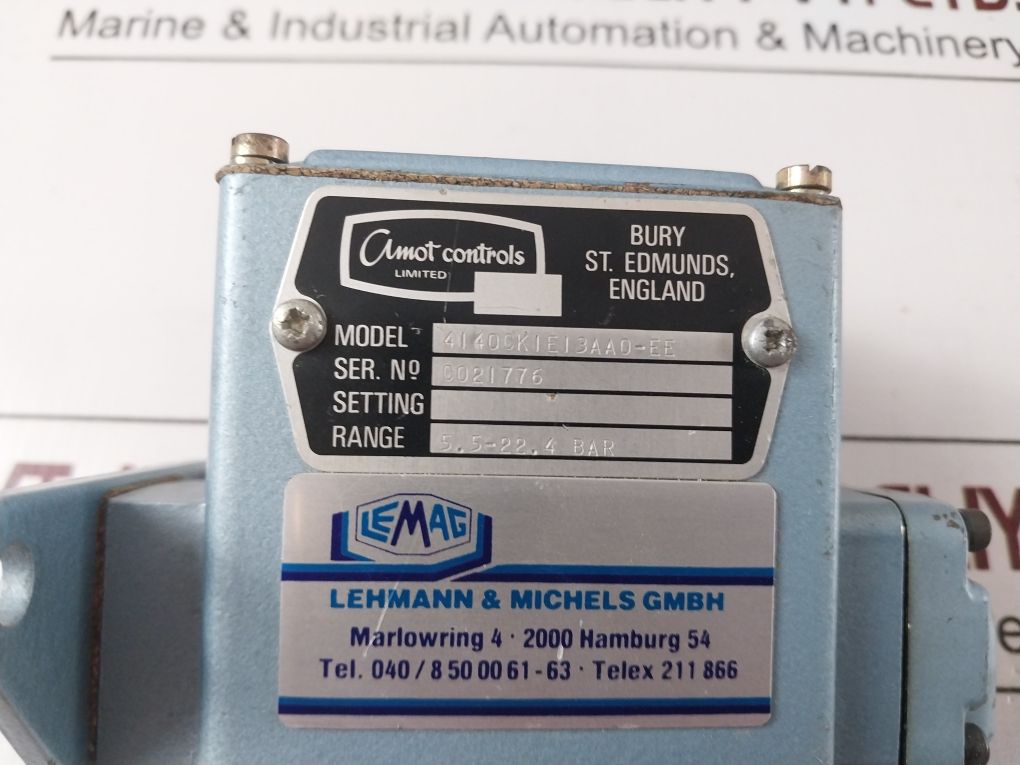 Marine & Industrial Automation & Machinery
Amot controls
LIMITED
BURY
ST. EDMUNDS,
ENGLAND
MODEL 4140CK1E13AA0-EE
SER. Nº C021776
SETTING
RANGE 5.5-22.4 BAR
LEMAG
LEHMANN & MICHELS GMBH
Marlowring 4 · 2000 Hamburg 54
Tel. 040/8 50 00 61-63 · Telex 211 866